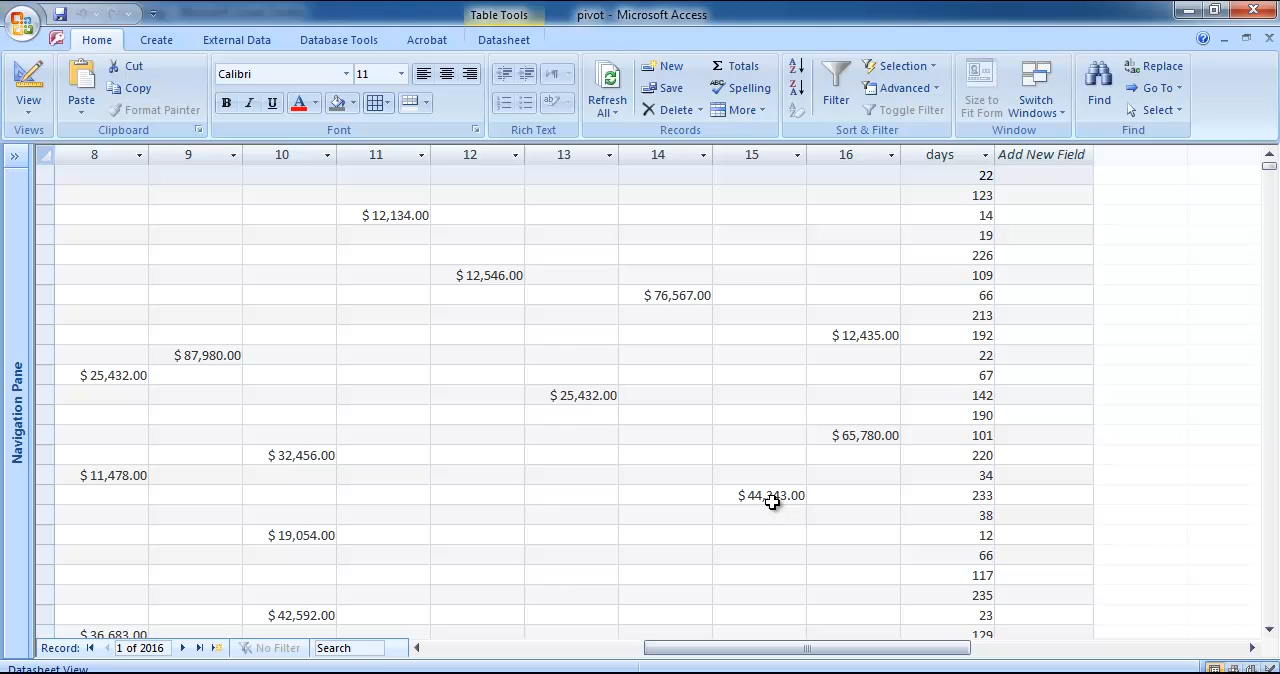 Table Tools pivot - Microsoft Access
Home Create External Data Database Tools Acrobat Datasheet
View
Views
Paste
Cut
Copy
Format Painter
Clipboard
Calibri 11
B I U A
Font
Rich Text
Refresh All
New
Save
Delete
Σ Totals
Spelling
More
Records
Filter
Selection
Advanced
Toggle Filter
Sort & Filter
Size to Fit Form
Switch Windows
Window
Find
Replace
Go To
Select
Find
8 9 10 11 12 13 14 15 16 days Add New Field
22
123
$ 12,134.00 14
19
226
$ 12,546.00 109
$ 76,567.00 66
213
$ 12,435.00 192
$ 87,980.00 22
$ 25,432.00 67
$ 25,432.00 142
190
$ 65,780.00 101
$ 32,456.00 220
$ 11,478.00 34
233
38
$ 19,054.00 12
66
117
235
$ 42,592.00 23
$ 36,683.00 129
Navigation Pane
Record: 1 of 2016 No Filter Search
Datasheet View